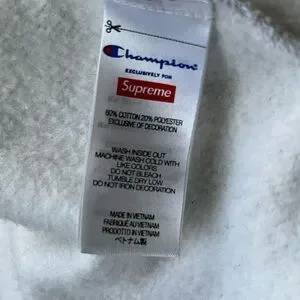 Champion
EXCLUSIVELY FOR
Supreme
80% COTTON 20% POLYESTER
EXCLUSIVE OF DECORATION
WASH INSIDE OUT
MACHINE WASH COLD WITH
LIKE COLORS
DO NOT BLEACH
TUMBLE DRY LOW
DO NOT IRON DECORATION
MADE IN VIETNAM
FABRIQUÉ AU VIETNAM
PRODOTTO IN VIETNAM
ベトナム製